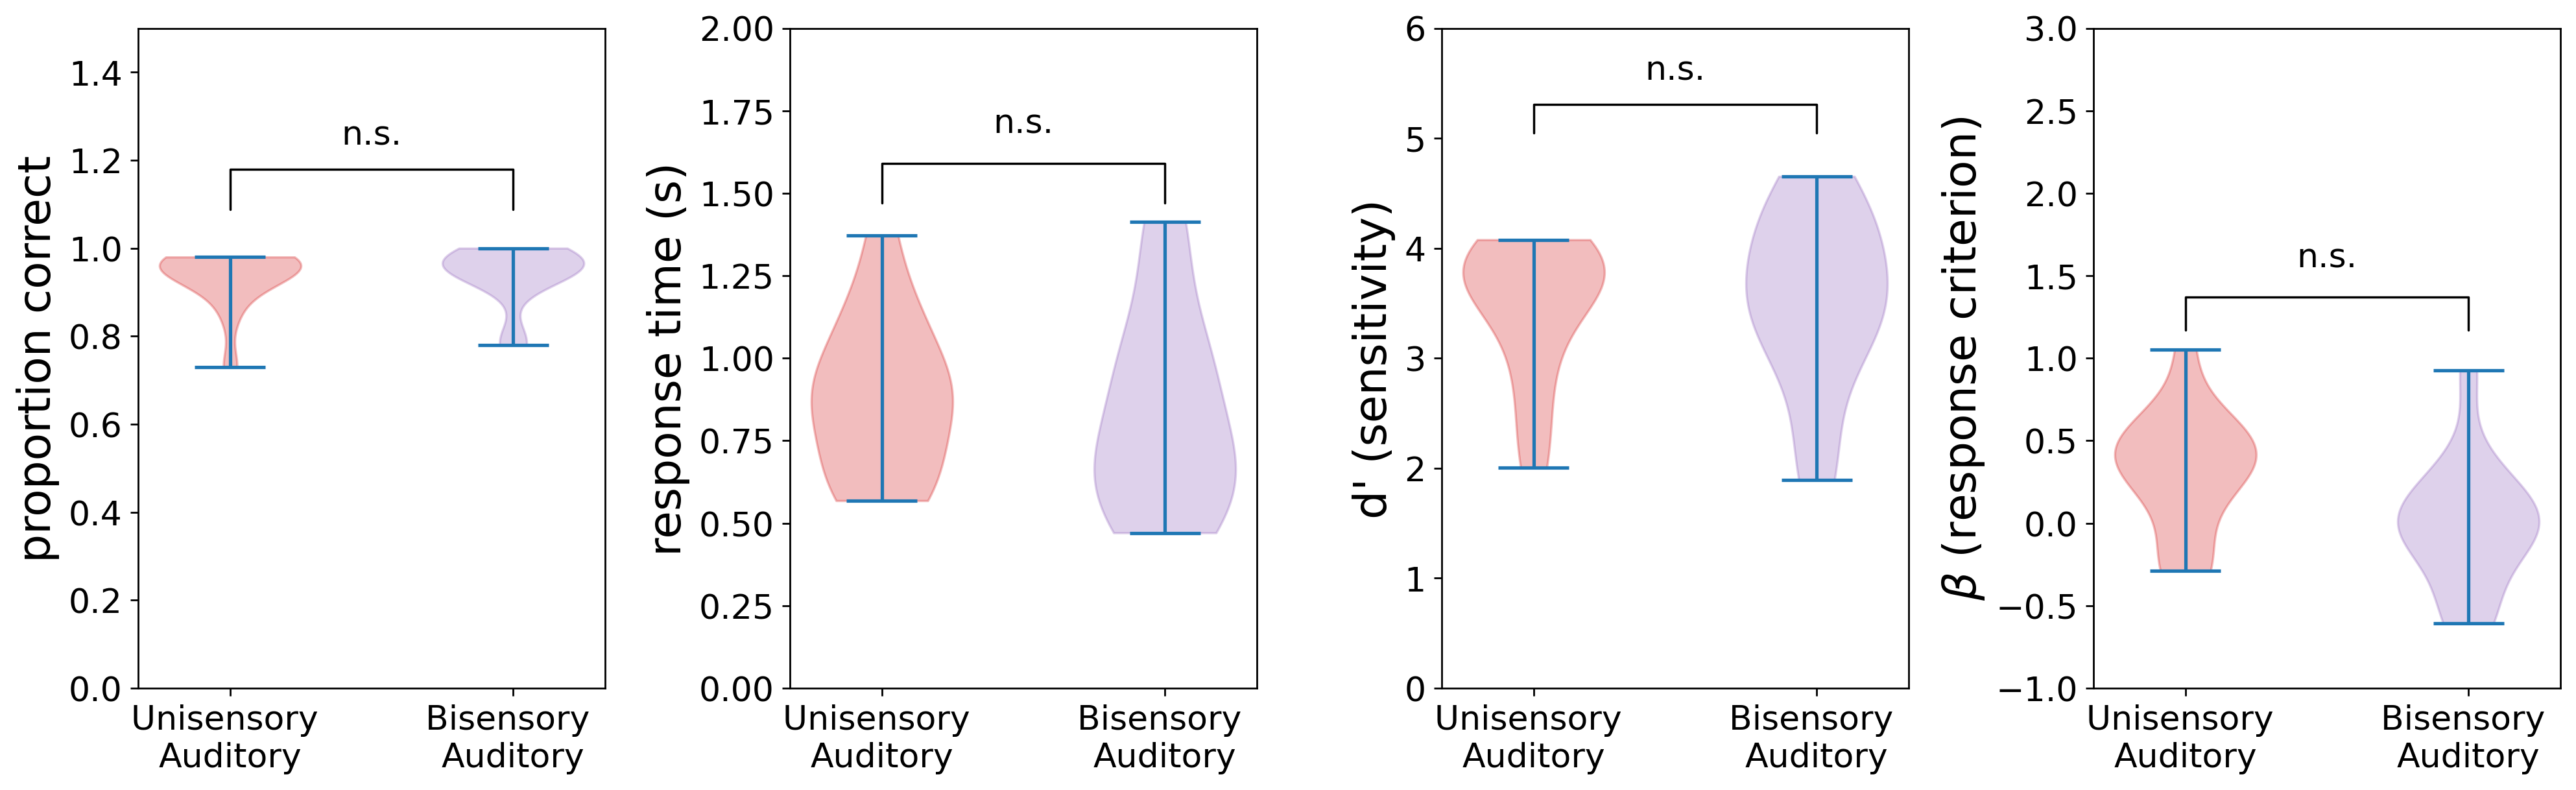 proportion correct
1.4
1.2
1.0
0.8
0.6
0.4
0.2
0.0
n.s.
Unisensory
Auditory
Bisensory
Auditory
response time (s)
2.00
1.75
1.50
1.25
1.00
0.75
0.50
0.25
0.00
n.s.
Unisensory
Auditory
Bisensory
Auditory
d' (sensitivity)
6
5
4
3
2
1
0
n.s.
Unisensory
Auditory
Bisensory
Auditory
β (response criterion)
3.0
2.5
2.0
1.5
1.0
0.5
0.0
−0.5
−1.0
n.s.
Unisensory
Auditory
Bisensory
Auditory